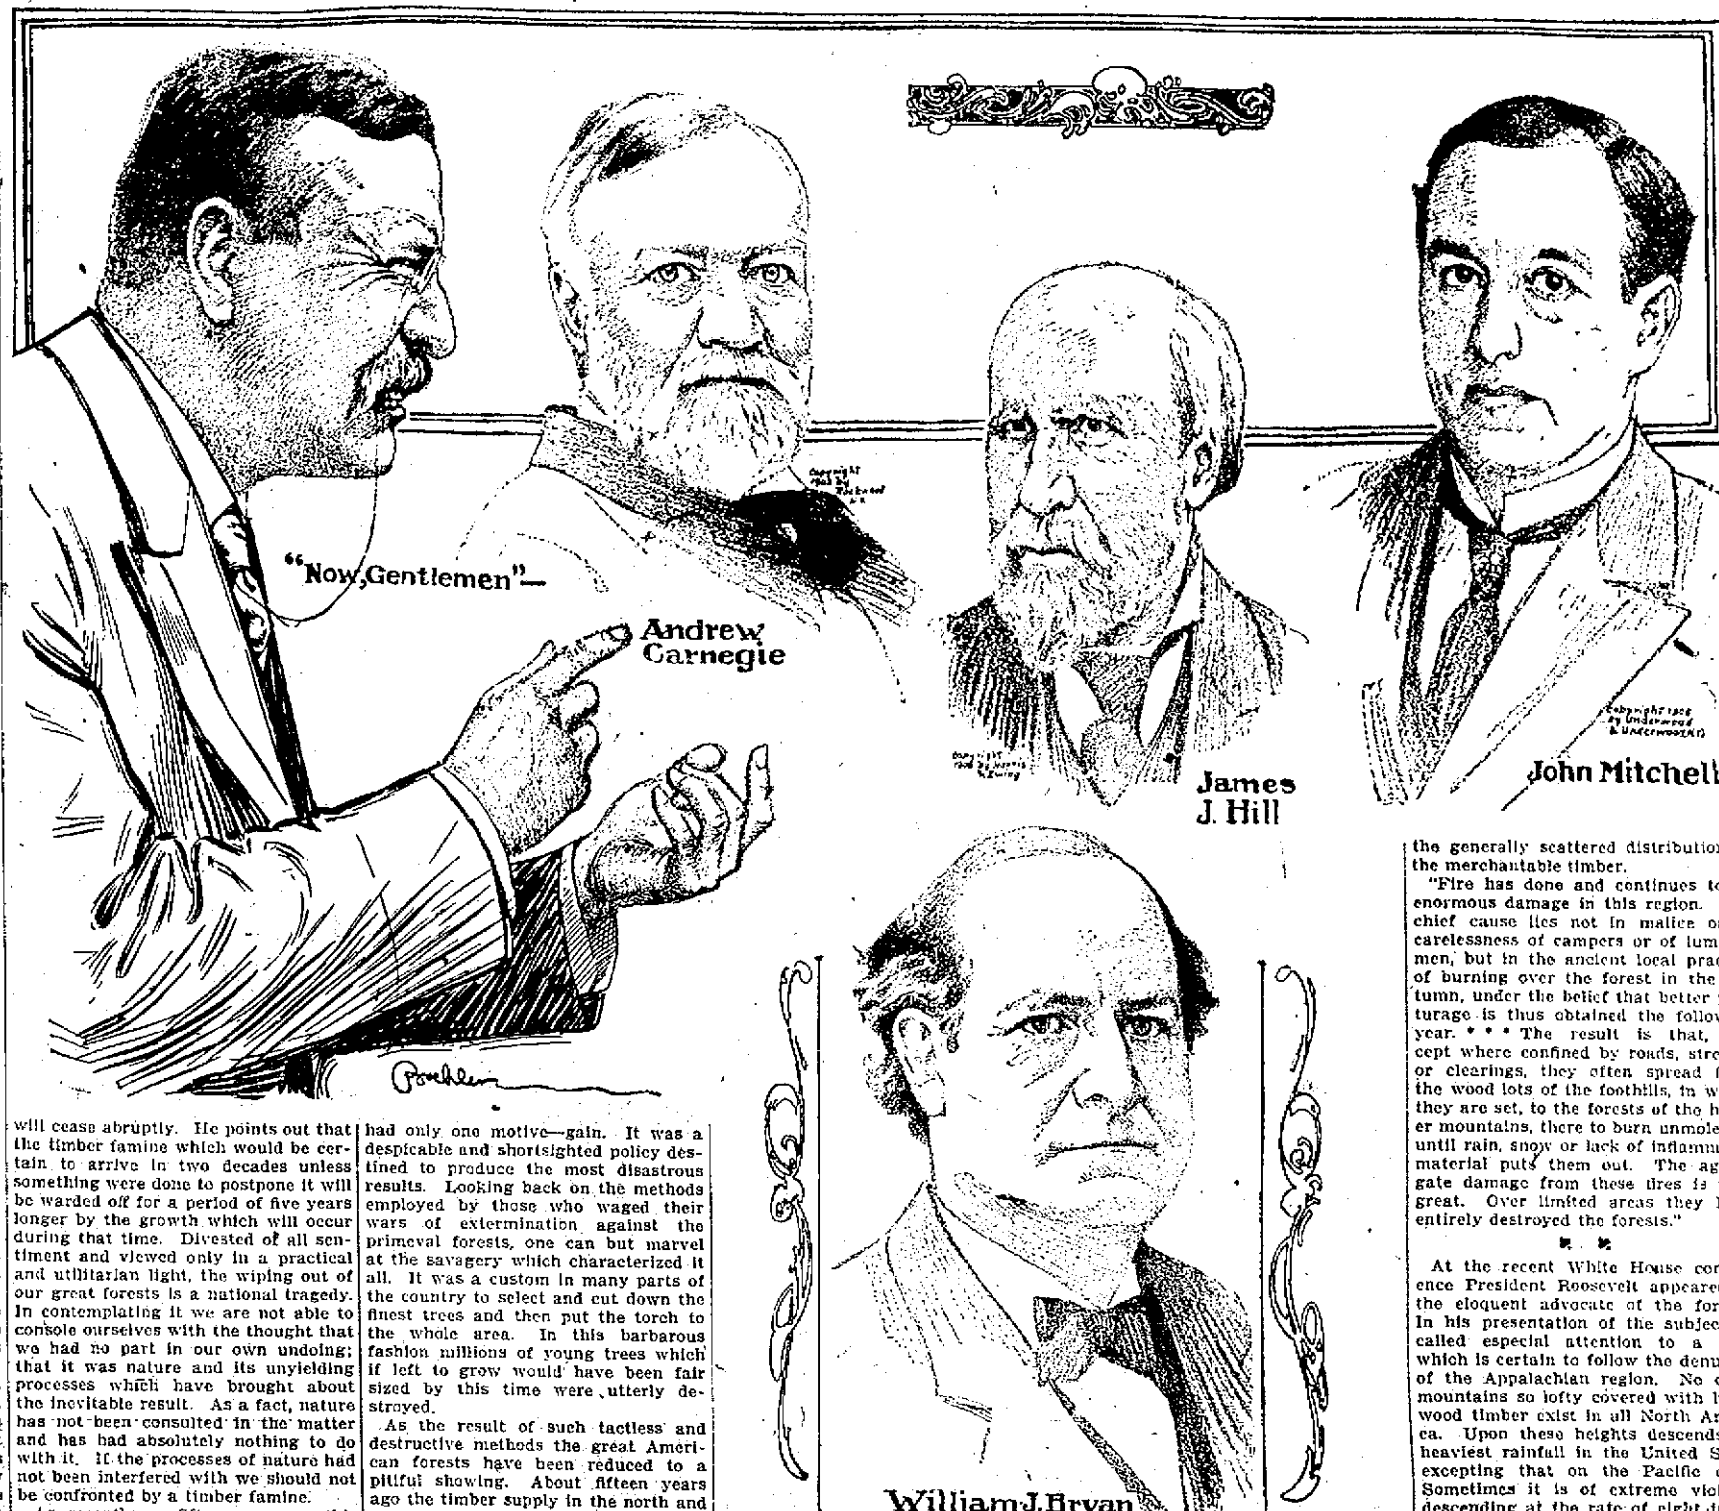 "Now, Gentlemen"—
Andrew
Carnegie
Copyright
James
J. Hill
Copyright
by Underwood
& Underwood
John Mitchell
William J. Bryan
will cease abruptly. He points out that
the timber famine which would be cer-
tain to arrive in two decades unless
something were done to postpone it will
be warded off for a period of five years
longer by the growth which will occur
during that time. Divested of all sen-
timent and viewed only in a practical
and utilitarian light, the wiping out of
our great forests is a national tragedy.
In contemplating it we are not able to
console ourselves with the thought that
we had no part in our own undoing;
that it was nature and its unyielding
processes which have brought about
the inevitable result. As a fact, nature
has not been consulted in the matter
and has had absolutely nothing to do
with it. If the processes of nature had
not been interfered with we should not
be confronted by a timber famine.
had only one motive—gain. It was a
despicable and shortsighted policy des-
tined to produce the most disastrous
results. Looking back on the methods
employed by those who waged their
wars of extermination against the
primeval forests, one can but marvel
at the savagery which characterized it
all. It was a custom in many parts of
the country to select and cut down the
finest trees and then put the torch to
the whole area. In this barbarous
fashion millions of young trees which
if left to grow would have been fair
sized by this time were utterly de-
stroyed.
As the result of such tactless and
destructive methods the great Ameri-
can forests have been reduced to a
pitiful showing. About fifteen years
ago the timber supply in the north and
the generally scattered distribution
the merchantable timber.
"Fire has done and continues to
enormous damage in this region.
chief cause lies not in malice or
carelessness of campers or of lum
men, but in the ancient local prac
of burning over the forest in the
tumn, under the belief that better
turage is thus obtained the follow
year. * * * The result is that,
cept where confined by roads, stre
or clearings, they often spread f
the wood lots of the foothills, in w
they are set, to the forests of the h
er mountains, there to burn unmole
until rain, snow or lack of inflamm
material puts them out. The ag
gate damage from these fires is
great. Over limited areas they h
entirely destroyed the forests."
At the recent White House con
ence President Roosevelt appeare
the eloquent advocate of the for
In his presentation of the subjec
called especial attention to a
which is certain to follow the denu
of the Appalachian region. No o
mountains so lofty covered with h
wood timber exist in all North Am
ca. Upon these heights descends
heaviest rainfall in the United S
excepting that on the Pacific c
Sometimes it is of extreme viol
descending at the rate of eight